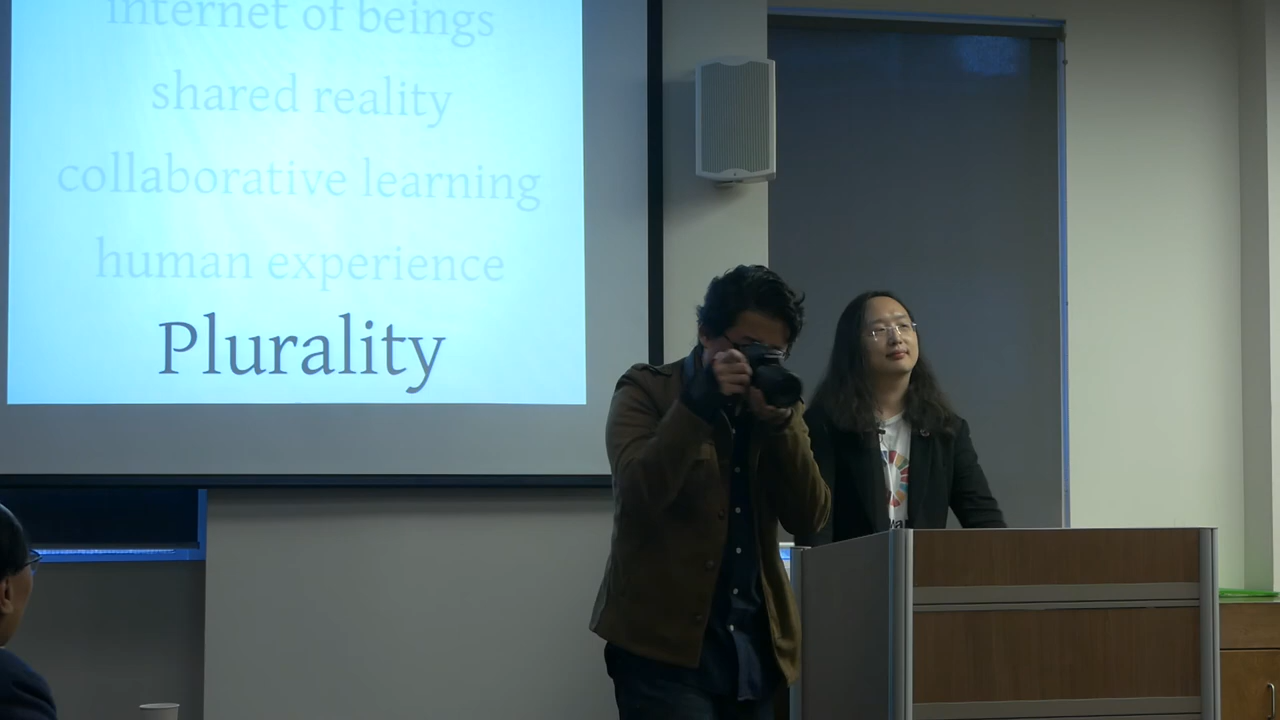 internet of beings
shared reality
collaborative learning
human experience
Plurality